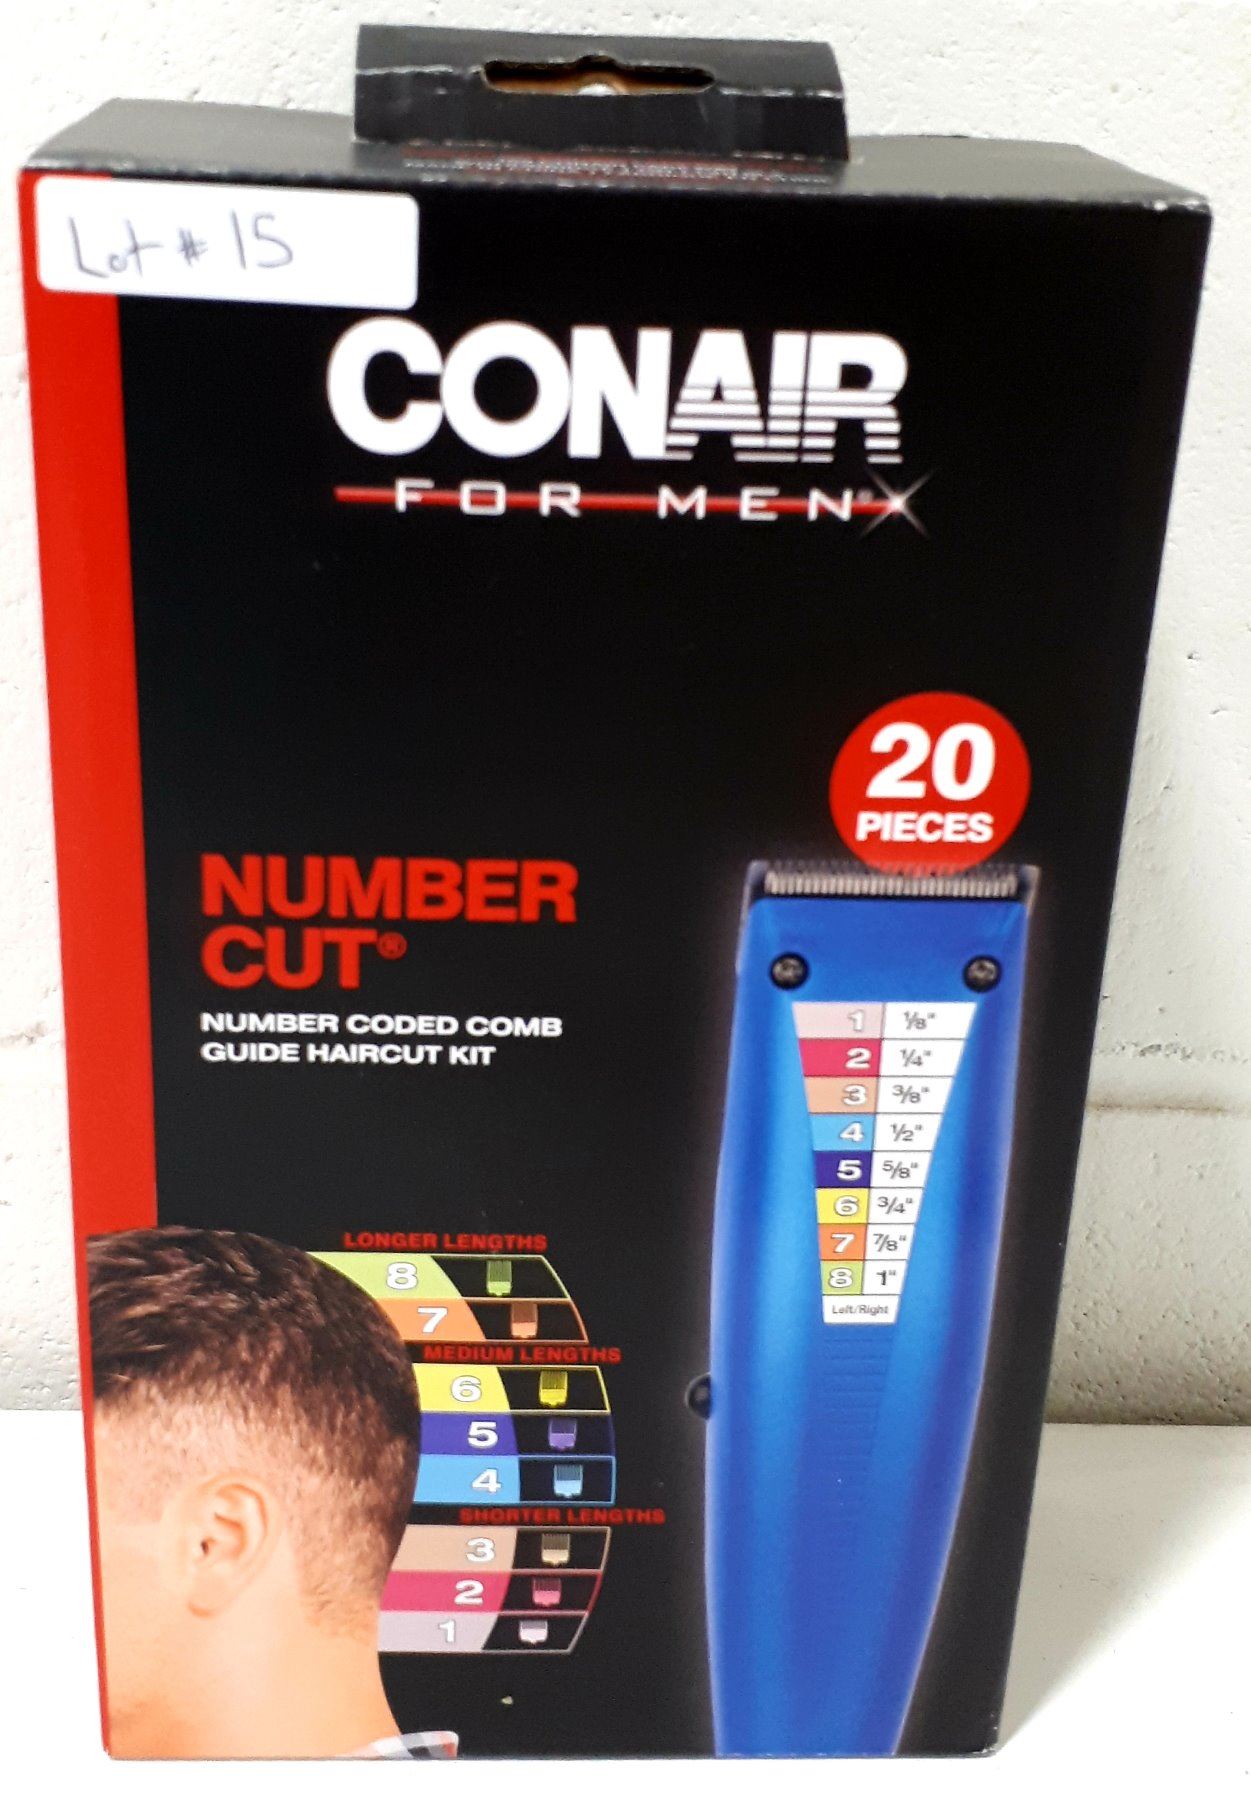 Lot # 15
CONAIR
FOR MEN®
20
PIECES
NUMBER
CUT®
NUMBER CODED COMB
GUIDE HAIRCUT KIT
1 1/8"
2 1/4"
3 3/8"
4 1/2"
5 5/8"
6 3/4"
7 7/8"
8 1"
Left/Right
LONGER LENGTHS
8
7
MEDIUM LENGTHS
6
5
4
SHORTER LENGTHS
3
2
1